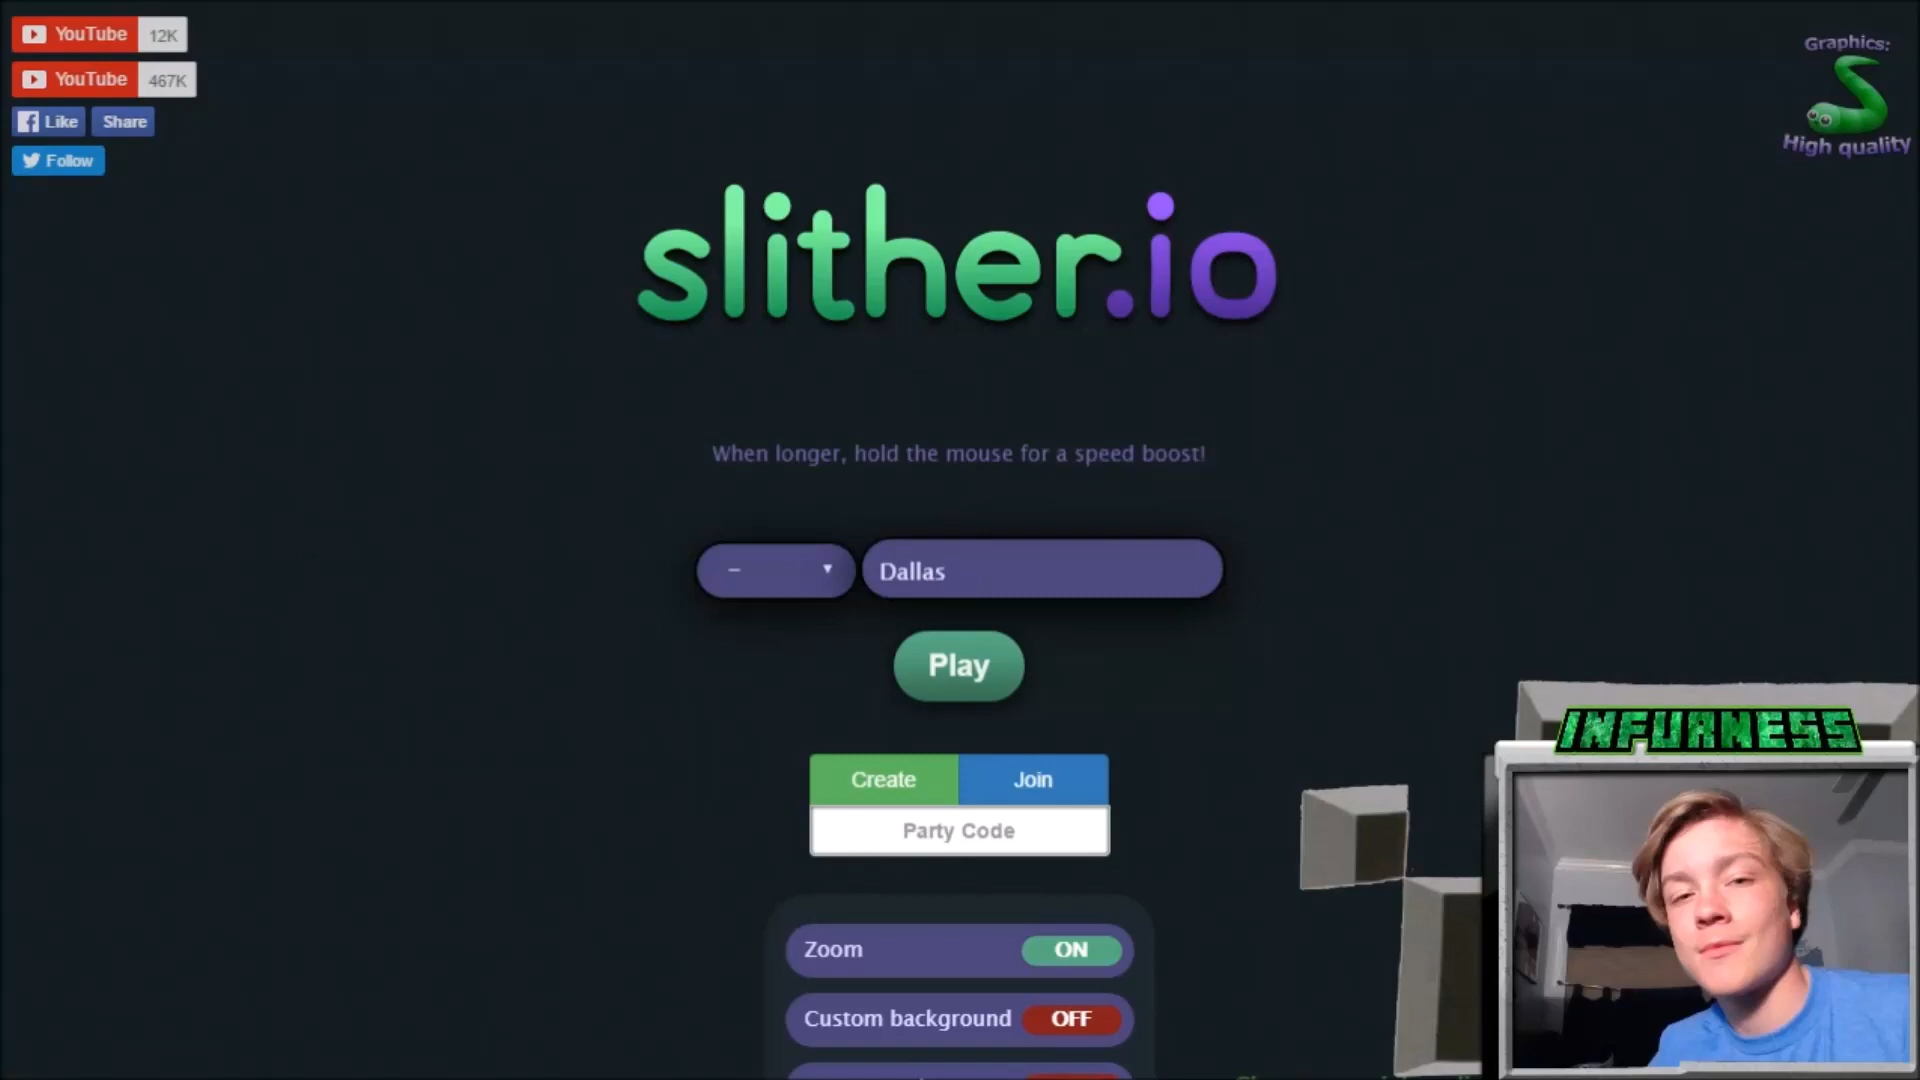 YouTube 12K
YouTube 467K
Like Share
Follow
Graphics:
High quality
slither.io
When longer, hold the mouse for a speed boost!
– Dallas
Play
Create Join
Party Code
INFURNESS
Zoom ON
Custom background OFF